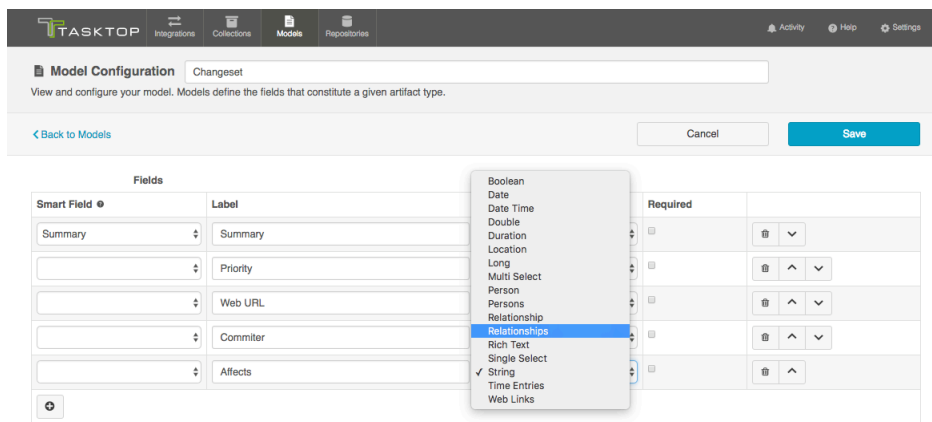 TASKTOP
Integrations
Collections
Models
Repositories
Activity
Help
Settings
Model Configuration
Changeset
View and configure your model. Models define the fields that constitute a given artifact type.
Back to Models
Cancel
Save
Fields
Smart Field
Label
Required
Summary
Summary
Priority
Web URL
Commiter
Affects
Boolean
Date
Date Time
Double
Duration
Location
Long
Multi Select
Person
Persons
Relationship
Relationships
Rich Text
Single Select
✓ String
Time Entries
Web Links